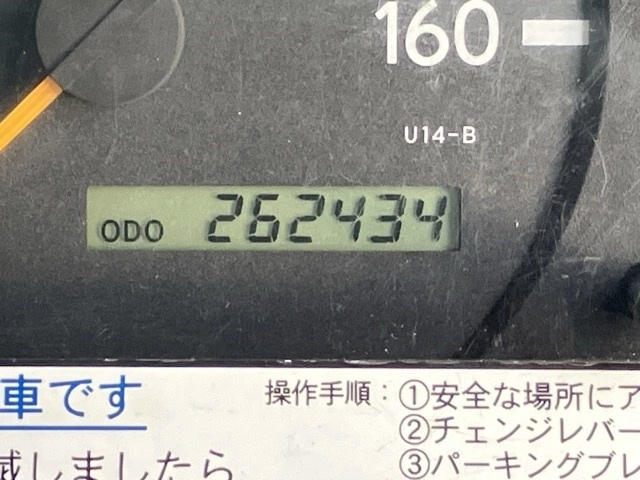 160
U14-B
ODO 262434
車です
操作手順：①安全な場所にア
②チェンジレバー
滅しましたら
③パーキングブレ